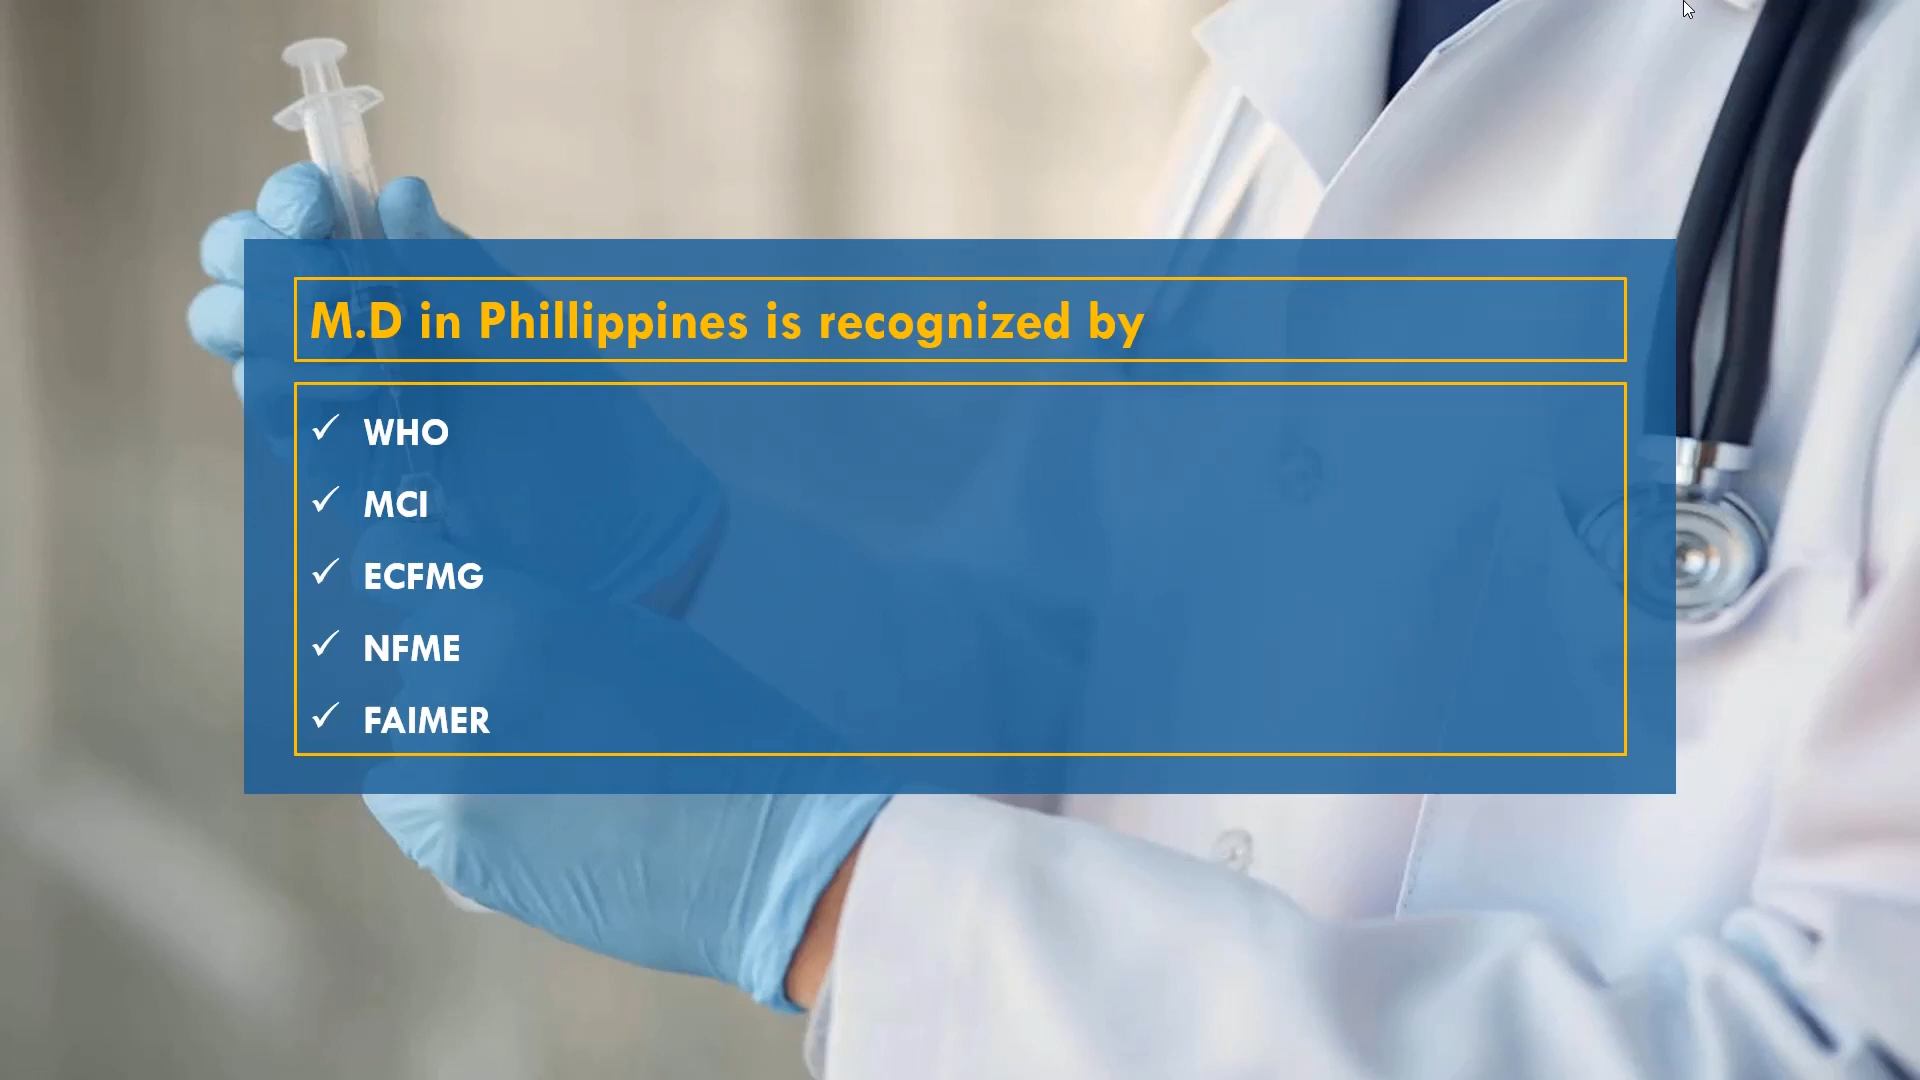 M.D in Phillippines is recognized by
✓ WHO
✓ MCI
✓ ECFMG
✓ NFME
✓ FAIMER